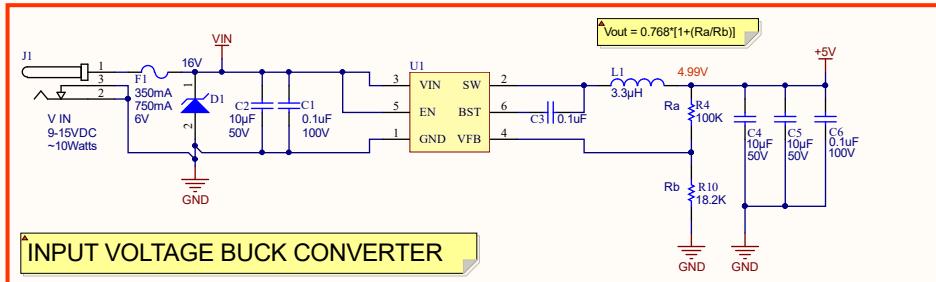 Vout = 0.768*[1+(Ra/Rb)]
J1
1
3
2
F1
350mA
750mA
6V
V IN
9-15VDC
~10Watts
16V
VIN
1
D1
2
GND
C2
10µF
50V
C1
0.1uF
100V
U1
3 VIN SW 2
5 EN BST 6
1 GND VFB 4
C3 0.1uF
L1
3.3µH
4.99V
Ra R4
100K
Rb R10
18.2K
GND
+5V
C4
10µF
50V
C5
10µF
50V
C6
0.1uF
100V
GND
INPUT VOLTAGE BUCK CONVERTER